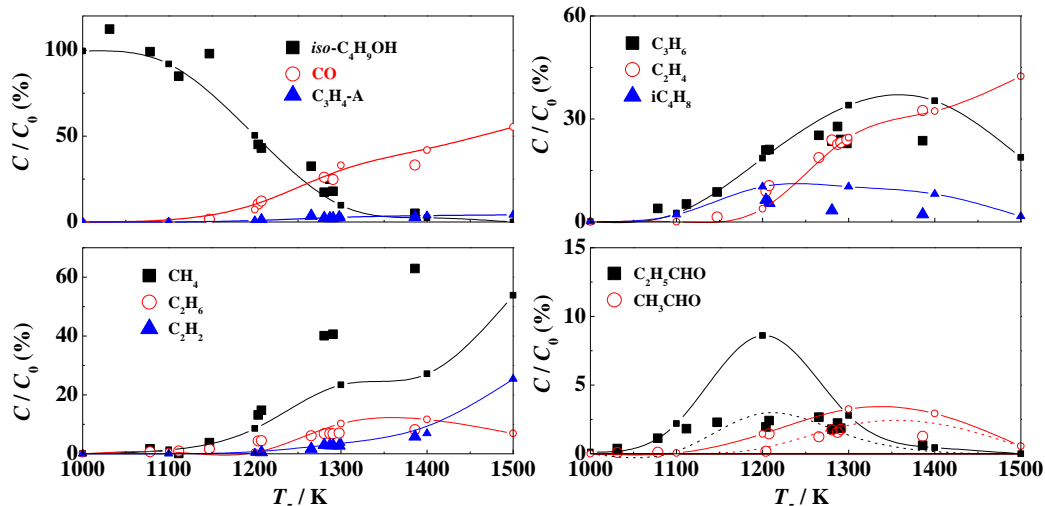 C / C0 (%)
100
50
0
iso-C4H9OH
CO
C3H4-A
C / C0 (%)
60
30
0
C3H6
C2H4
iC4H8
C / C0 (%)
60
40
20
0
CH4
C2H6
C2H2
1000 1100 1200 1300 1400 1500
T5 / K
C / C0 (%)
15
10
5
0
C2H5CHO
CH3CHO
1000 1100 1200 1300 1400 1500
T5 / K